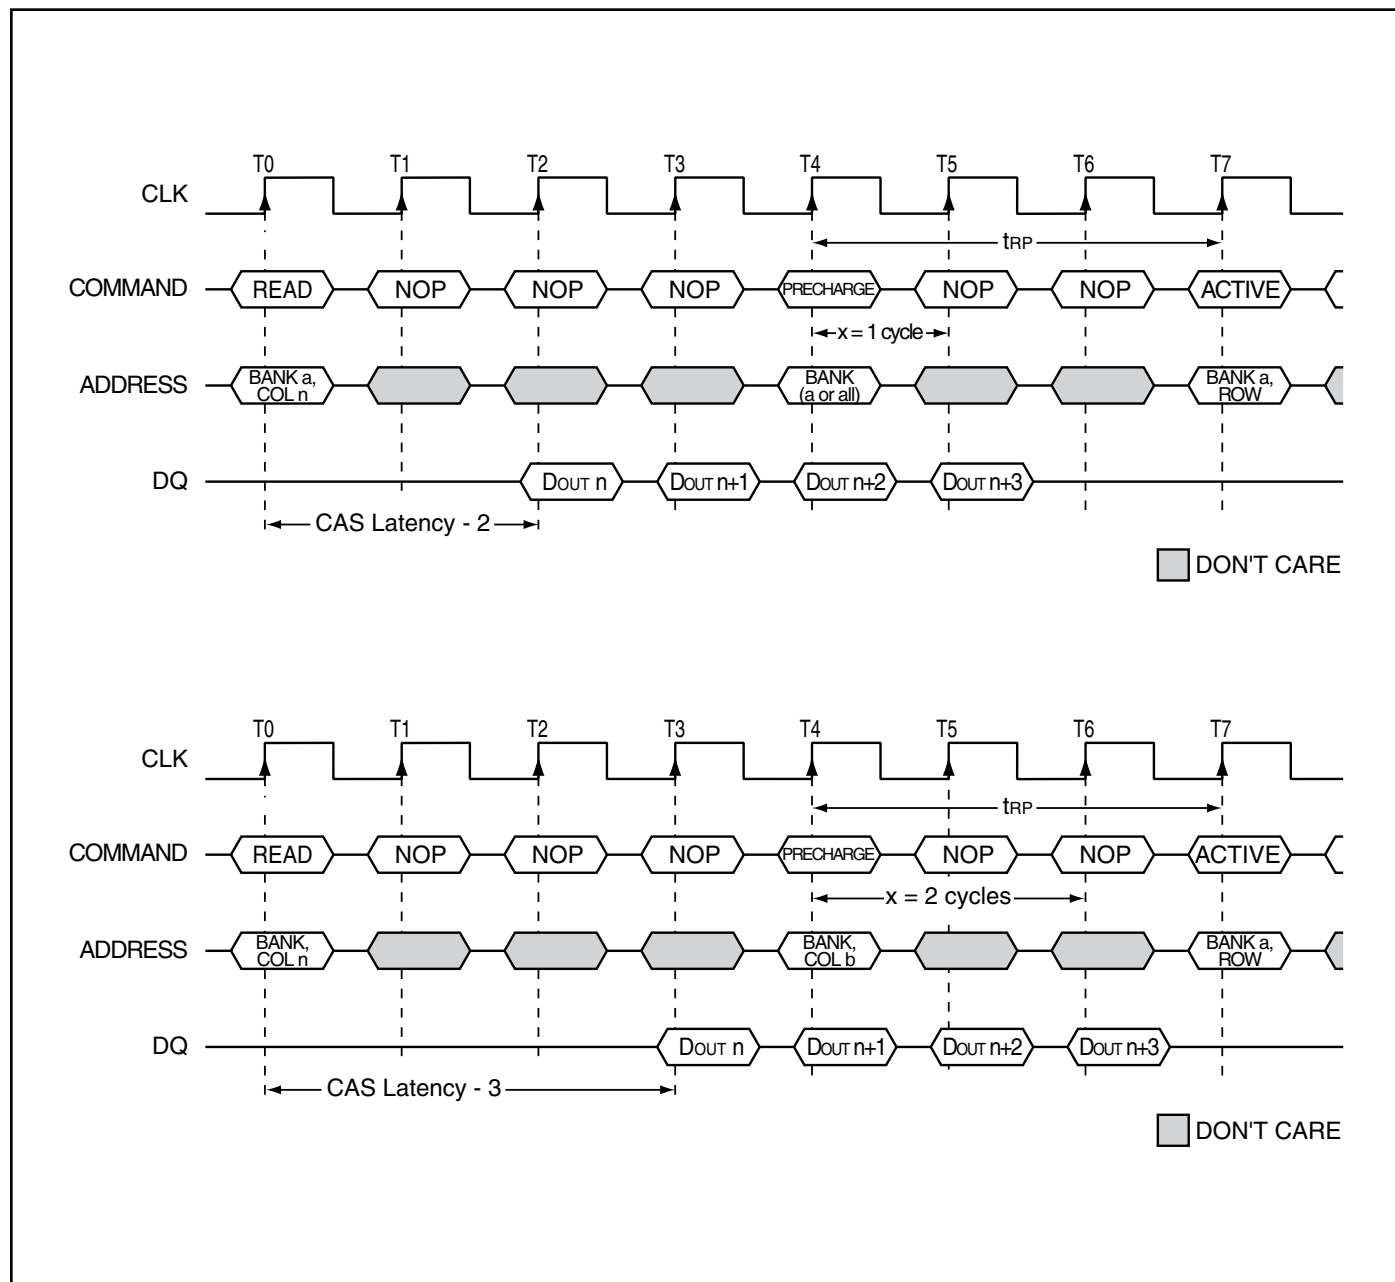 T0 T1 T2 T3 T4 T5 T6 T7
CLK
tRP
COMMAND READ NOP NOP NOP PRECHARGE NOP NOP ACTIVE
x = 1 cycle
ADDRESS BANK a, COL n BANK (a or all) BANK a, ROW
DQ DOUT n DOUT n+1 DOUT n+2 DOUT n+3
CAS Latency - 2
DON'T CARE
T0 T1 T2 T3 T4 T5 T6 T7
CLK
tRP
COMMAND READ NOP NOP NOP PRECHARGE NOP NOP ACTIVE
x = 2 cycles
ADDRESS BANK, COL n BANK, COL b BANK a, ROW
DQ DOUT n DOUT n+1 DOUT n+2 DOUT n+3
CAS Latency - 3
DON'T CARE